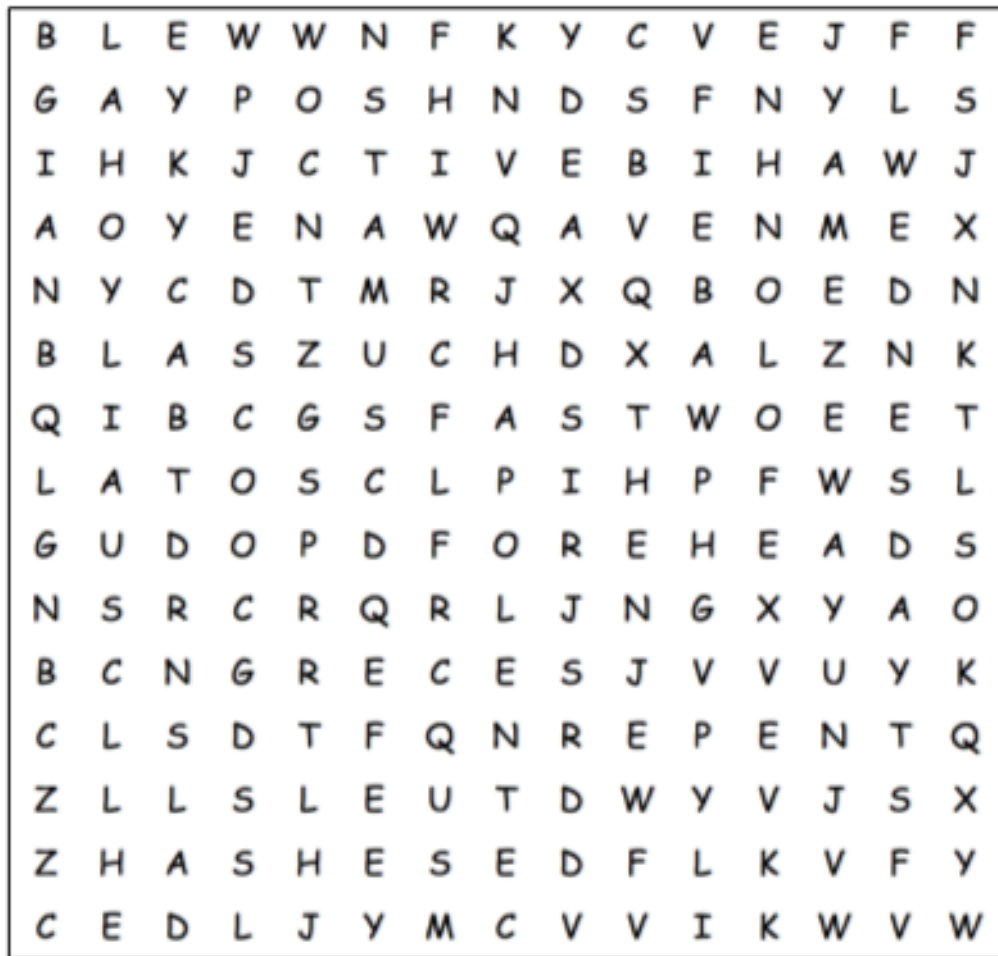 B L E W W N F K Y C V E J F F
G A Y P O S H N D S F N Y L S
I H K J C T I V E B I H A W J
A O Y E N A W Q A V E N M E X
N Y C D T M R J X Q B O E D N
B L A S Z U C H D X A L Z N K
Q I B C G S F A S T W O E E T
L A T O S C L P I H P F W S L
G U D O P D F O R E H E A D S
N S R C R Q R L J N G X Y A O
B C N G R E C E S J V V U Y K
C L S D T F Q N R E P E N T Q
Z L L S L E U T D W Y V J S X
Z H A S H E S E D F L K V F Y
C E D L J Y M C V V I K W V W